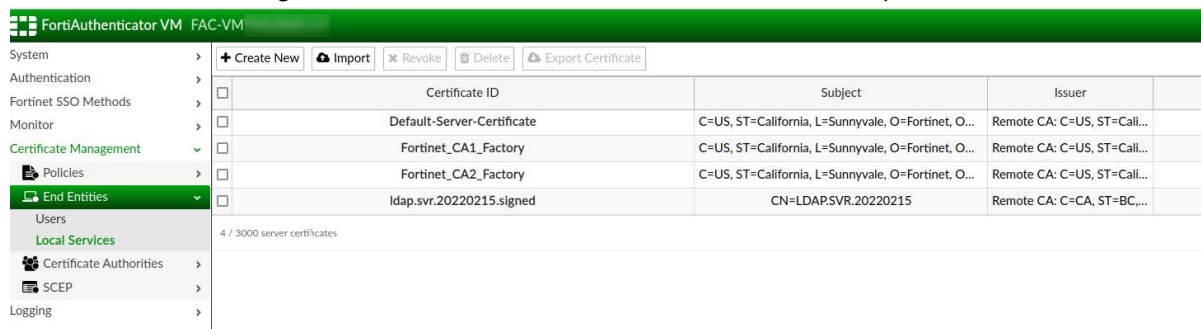 FortiAuthenticator VM FAC-VM
System
Authentication
Fortinet SSO Methods
Monitor
Certificate Management
Policies
End Entities
Users
Local Services
Certificate Authorities
SCEP
Logging
Create New Import Revoke Delete Export Certificate
Certificate ID Subject Issuer
Default-Server-Certificate C=US, ST=California, L=Sunnyvale, O=Fortinet, O... Remote CA: C=US, ST=Cali...
Fortinet_CA1_Factory C=US, ST=California, L=Sunnyvale, O=Fortinet, O... Remote CA: C=US, ST=Cali...
Fortinet_CA2_Factory C=US, ST=California, L=Sunnyvale, O=Fortinet, O... Remote CA: C=US, ST=Cali...
ldap.svr.20220215.signed CN=LDAP.SVR.20220215 Remote CA: C=CA, ST=BC,...
4 / 3000 server certificates